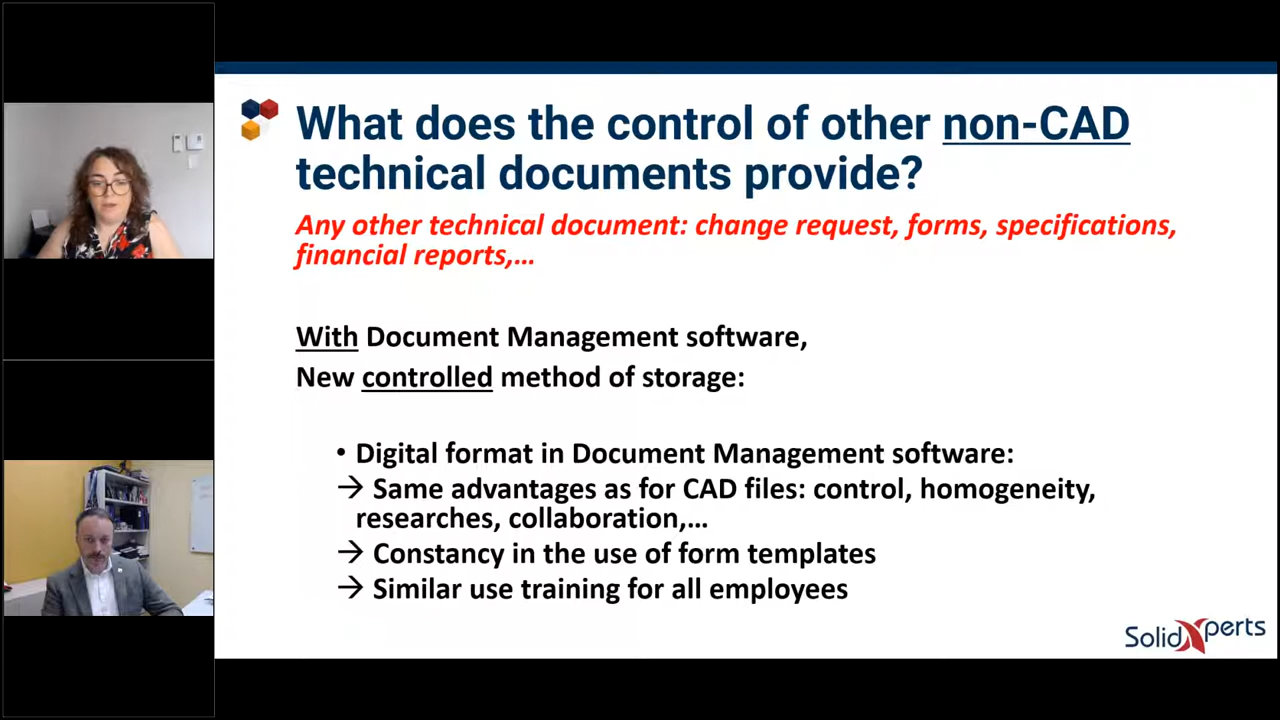 What does the control of other non-CAD
technical documents provide?
Any other technical document: change request, forms, specifications,
financial reports,...
With Document Management software,
New controlled method of storage:
• Digital format in Document Management software:
→ Same advantages as for CAD files: control, homogeneity,
researches, collaboration,...
→ Constancy in the use of form templates
→ Similar use training for all employees
SolidXperts